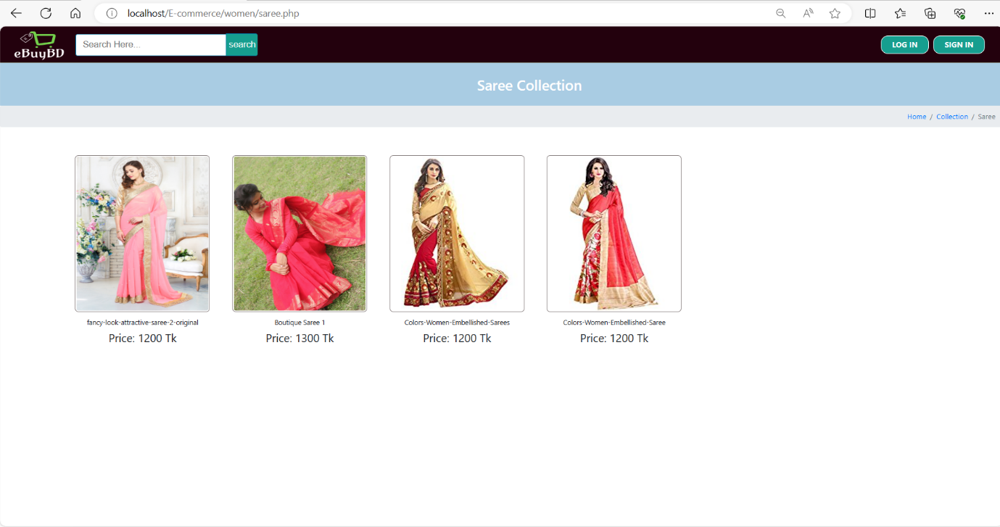 localhost/E-commerce/women/saree.php
eBuyBD
Search Here...
search
LOG IN
SIGN IN
Saree Collection
Home / Collection / Saree
fancy-look-attractive-saree-2-original
Price: 1200 Tk
Boutique Saree 1
Price: 1300 Tk
Colors-Women-Embellished-Sarees
Price: 1200 Tk
Colors-Women-Embellished-Saree
Price: 1200 Tk